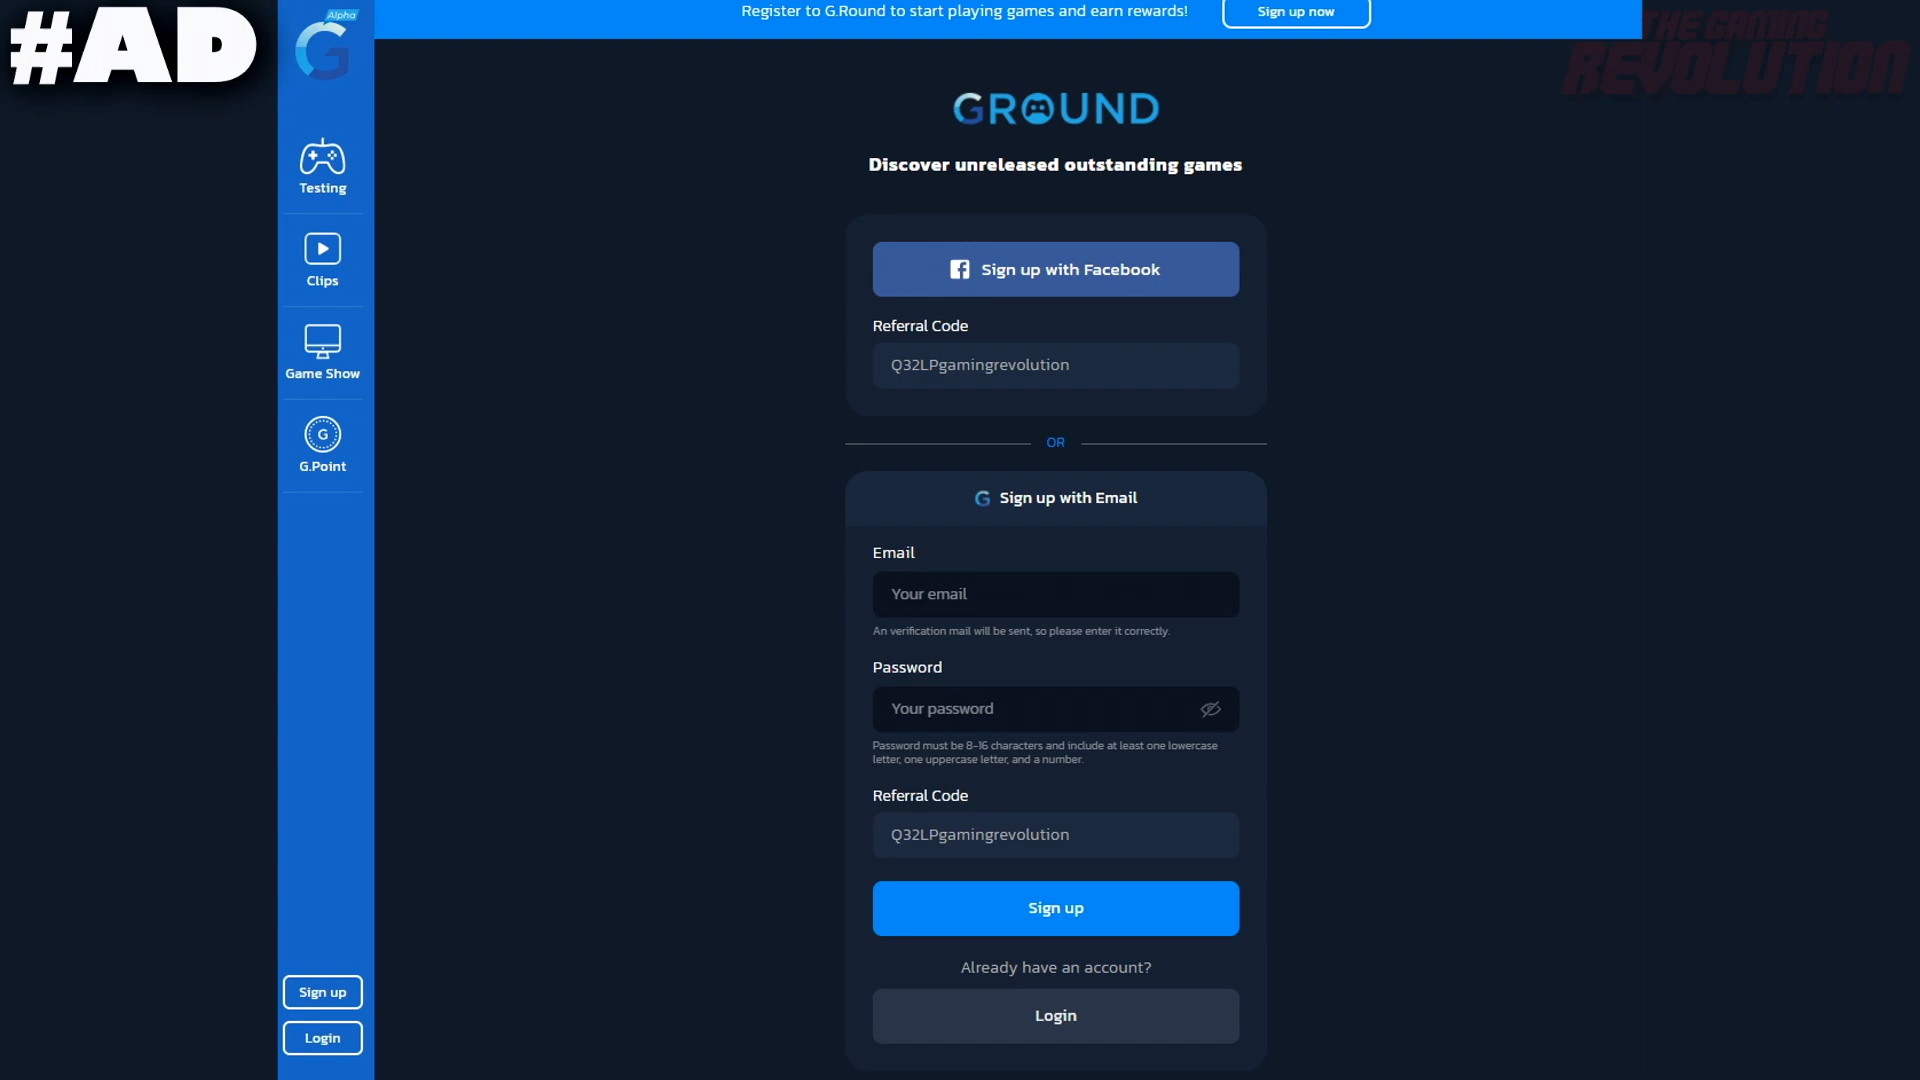 #AD
Alpha
G
Register to G.Round to start playing games and earn rewards!
Sign up now
THE GAMING
REVOLUTION
GROUND
Discover unreleased outstanding games
Testing
Clips
Game Show
G
G.Point
Sign up with Facebook
Referral Code
Q32LPgamingrevolution
OR
G Sign up with Email
Email
Your email
An verification mail will be sent, so please enter it correctly.
Password
Your password
Password must be 8-16 characters and include at least one lowercase
letter, one uppercase letter, and a number.
Referral Code
Q32LPgamingrevolution
Sign up
Already have an account?
Login
Sign up
Login